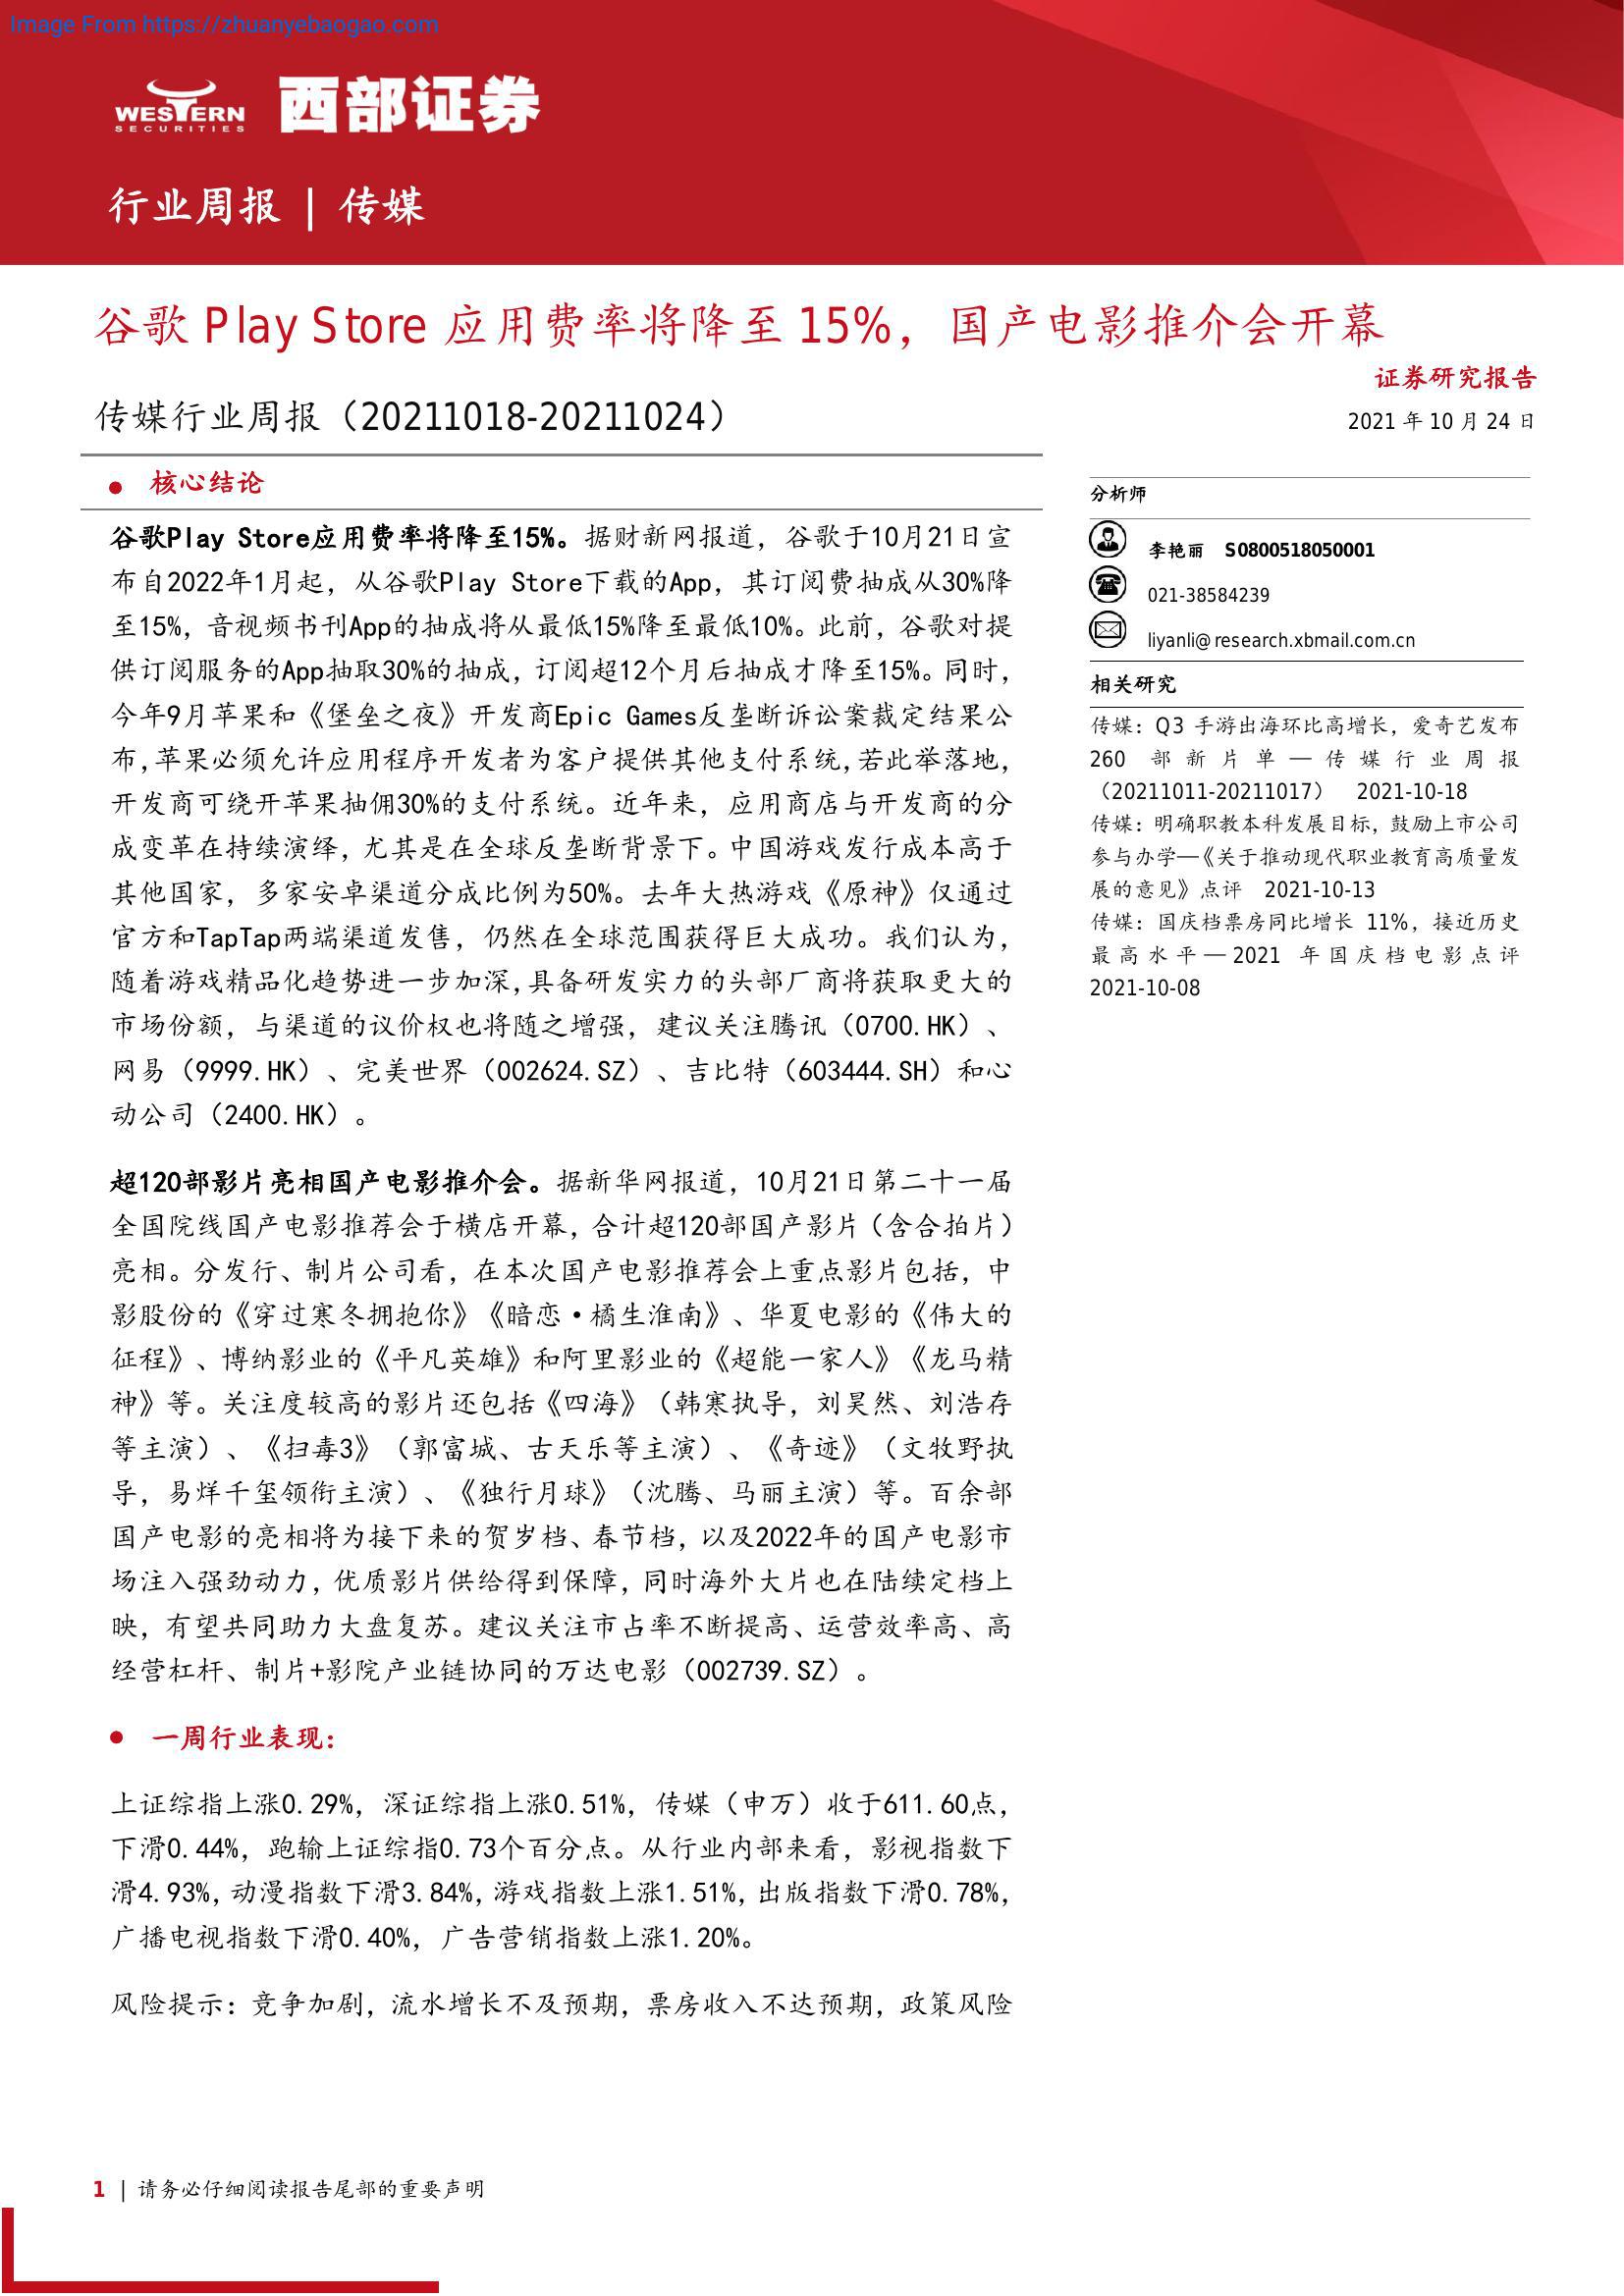 Image From https://zhuanyebaogao.com
WESTERN
SECURITIES
西部证券
行业周报 | 传媒
谷歌 Play Store 应用费率将降至 15%，国产电影推介会开幕
证券研究报告
传媒行业周报（20211018-20211024）
2021 年 10 月 24 日
● 核心结论
谷歌Play Store应用费率将降至15%。据财新网报道，谷歌于10月21日宣
布自2022年1月起，从谷歌Play Store下载的App，其订阅费抽成从30%降
至15%，音视频书刊App的抽成将从最低15%降至最低10%。此前，谷歌对提
供订阅服务的App抽取30%的抽成，订阅超12个月后抽成才降至15%。同时，
今年9月苹果和《堡垒之夜》开发商Epic Games反垄断诉讼案裁定结果公
布，苹果必须允许应用程序开发者为客户提供其他支付系统，若此举落地，
开发商可绕开苹果抽佣30%的支付系统。近年来，应用商店与开发商的分
成变革在持续演绎，尤其是在全球反垄断背景下。中国游戏发行成本高于
其他国家，多家安卓渠道分成比例为50%。去年大热游戏《原神》仅通过
官方和TapTap两端渠道发售，仍然在全球范围获得巨大成功。我们认为，
随着游戏精品化趋势进一步加深，具备研发实力的头部厂商将获取更大的
市场份额，与渠道的议价权也将随之增强，建议关注腾讯（0700.HK）、
网易（9999.HK）、完美世界（002624.SZ）、吉比特（603444.SH）和心
动公司（2400.HK）。
超120部影片亮相国产电影推介会。据新华网报道，10月21日第二十一届
全国院线国产电影推荐会于横店开幕，合计超120部国产影片（含合拍片）
亮相。分发行、制片公司看，在本次国产电影推荐会上重点影片包括，中
影股份的《穿过寒冬拥抱你》《暗恋·橘生淮南》、华夏电影的《伟大的
征程》、博纳影业的《平凡英雄》和阿里影业的《超能一家人》《龙马精
神》等。关注度较高的影片还包括《四海》（韩寒执导，刘昊然、刘浩存
等主演）、《扫毒3》（郭富城、古天乐等主演）、《奇迹》（文牧野执
导，易烊千玺领衔主演）、《独行月球》（沈腾、马丽主演）等。百余部
国产电影的亮相将为接下来的贺岁档、春节档，以及2022年的国产电影市
场注入强劲动力，优质影片供给得到保障，同时海外大片也在陆续定档上
映，有望共同助力大盘复苏。建议关注市占率不断提高、运营效率高、高
经营杠杆、制片+影院产业链协同的万达电影（002739.SZ）。
● 一周行业表现：
上证综指上涨0.29%，深证综指上涨0.51%，传媒（申万）收于611.60点，
下滑0.44%，跑输上证综指0.73个百分点。从行业内部来看，影视指数下
滑4.93%，动漫指数下滑3.84%，游戏指数上涨1.51%，出版指数下滑0.78%，
广播电视指数下滑0.40%，广告营销指数上涨1.20%。
风险提示：竞争加剧，流水增长不及预期，票房收入不达预期，政策风险
分析师
李艳丽 S0800518050001
021-38584239
liyanli@research.xbmail.com.cn
相关研究
传媒：Q3 手游出海环比高增长，爱奇艺发布
260 部新片单—传媒行业周报
（20211011-20211017） 2021-10-18
传媒：明确职教本科发展目标，鼓励上市公司
参与办学—《关于推动现代职业教育高质量发
展的意见》点评 2021-10-13
传媒：国庆档票房同比增长 11%，接近历史
最高水平—2021 年国庆档电影点评
2021-10-08
1 | 请务必仔细阅读报告尾部的重要声明